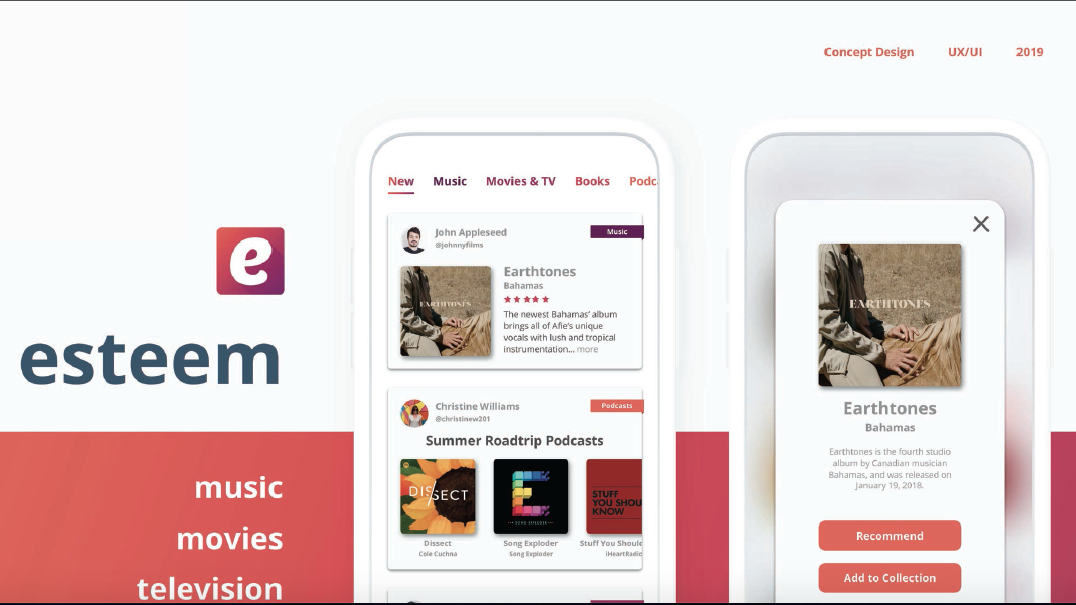 Concept Design UX/UI 2019
e
esteem
music
movies
television
New Music Movies & TV Books Podc
John Appleseed
@johnnyfilms
Music
EARTHTONES
Earthtones
Bahamas
The newest Bahamas' album
brings all of Afie's unique
vocals with lush and tropical
instrumentation... more
Christine Williams
@christinew201
Podcasts
Summer Roadtrip Podcasts
DISSECT
E
SONG EXPLODER
STUFF
YOU SHOU
KNOW
Dissect
Cole Cuchna
Song Exploder
Song Exploder
Stuff You Shoul
iHeartRadio
EARTHTONES
Earthtones
Bahamas
Earthtones is the fourth studio
album by Canadian musician
Bahamas, and was released on
January 19, 2018.
Recommend
Add to Collection